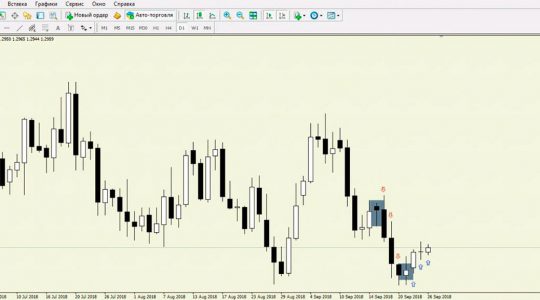 Вставка Графики Сервис Окно Справка
Новый ордер Авто-торговля
M1 M5 M15 M30 H1 H4 D1 W1 MN
1.2965 1.2944 1.2959
10 Jul 2018 15 Jul 2018 20 Jul 2018 26 Jul 2018 1 Aug 2018 7 Aug 2018 13 Aug 2018 17 Aug 2018 23 Aug 2018 29 Aug 2018 4 Sep 2018 10 Sep 2018 14 Sep 2018 20 Sep 2018 26 Sep 2018